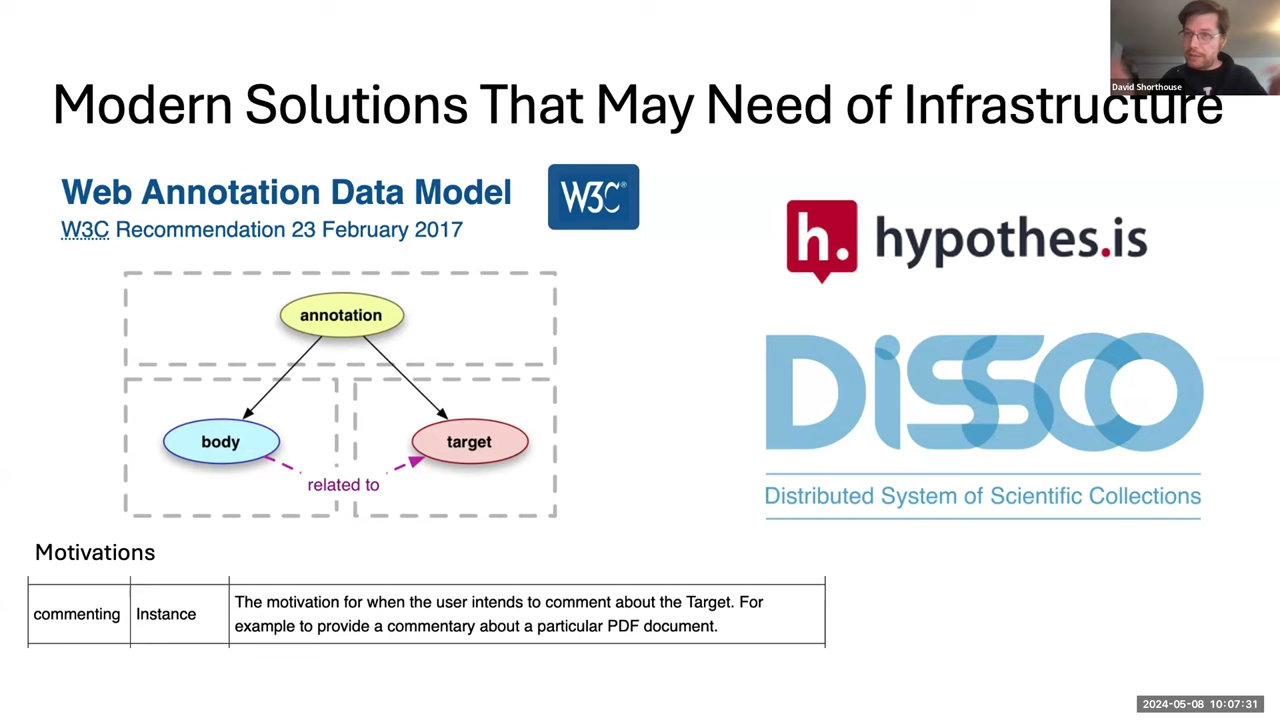 David Shorthouse
Modern Solutions That May Need of Infrastructure
Web Annotation Data Model
W3C Recommendation 23 February 2017
W3C®
h. hypothes.is
annotation
body
target
related to
DiSSCo
Distributed System of Scientific Collections
Motivations
commenting Instance The motivation for when the user intends to comment about the Target. For
example to provide a commentary about a particular PDF document.
2024-05-08 10:07:31